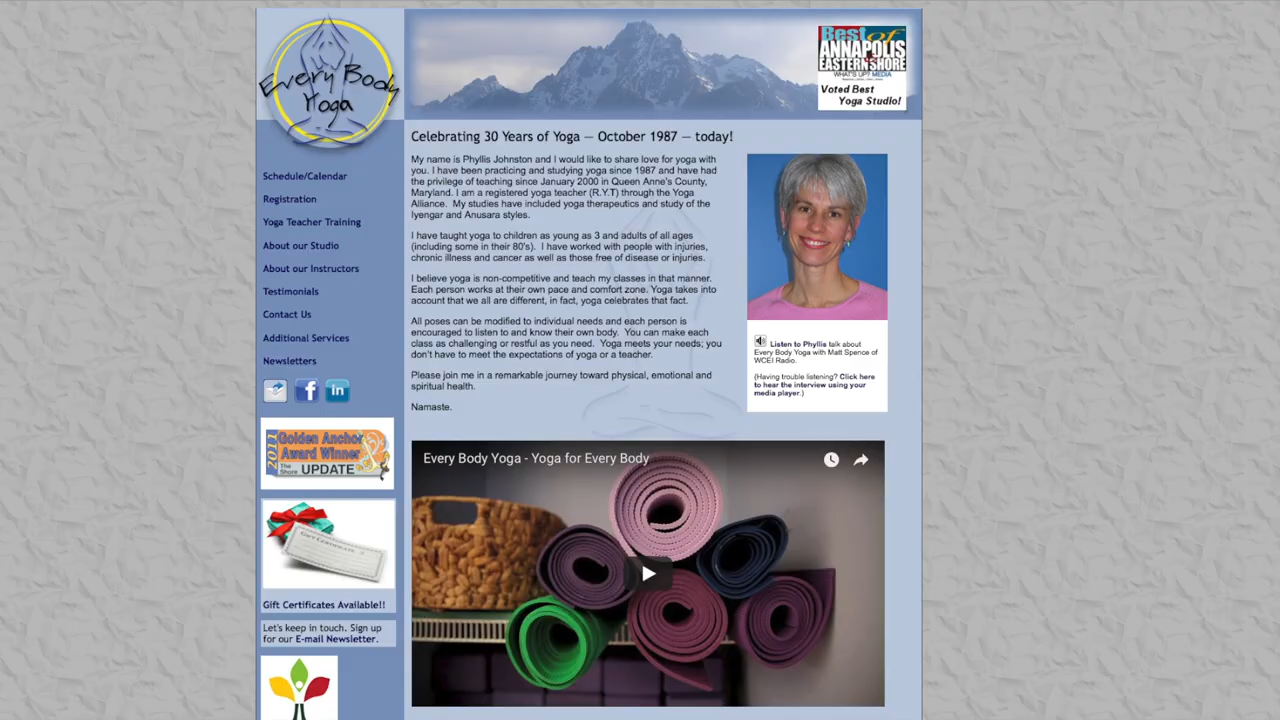 Every Body
Yoga
Best of
ANNAPOLIS
EASTERN SHORE
WHAT'S UP? MEDIA
Voted Best
Yoga Studio!
Schedule/Calendar
Registration
Yoga Teacher Training
About our Studio
About our Instructors
Testimonials
Contact Us
Additional Services
Newsletters
f
in
2011
Golden Anchor
Award Winner
The Shore UPDATE
GIFT CERTIFICATE
Gift Certificates Available!!
Let's keep in touch. Sign up
for our E-mail Newsletter.
Celebrating 30 Years of Yoga — October 1987 — today!
My name is Phyllis Johnston and I would like to share love for yoga with
you. I have been practicing and studying yoga since 1987 and have had
the privilege of teaching since January 2000 in Queen Anne's County,
Maryland. I am a registered yoga teacher (R.Y.T) through the Yoga
Alliance.  My studies have included yoga therapeutics and study of the
Iyengar and Anusara styles.
I have taught yoga to children as young as 3 and adults of all ages
(including some in their 80's).  I have worked with people with injuries,
chronic illness and cancer as well as those free of disease or injuries.
I believe yoga is non-competitive and teach my classes in that manner.
Each person works at their own pace and comfort zone. Yoga takes into
account that we all are different, in fact, yoga celebrates that fact.
All poses can be modified to individual needs and each person is
encouraged to listen to and know their own body.  You can make each
class as challenging or restful as you need.  Yoga meets your needs; you
don't have to meet the expectations of yoga or a teacher.
Please join me in a remarkable journey toward physical, emotional and
spiritual health.
Namaste.
Listen to Phyllis talk about
Every Body Yoga with Matt Spence of
WCEI Radio.
(Having trouble listening? Click here
to hear the interview using your
media player.)
Every Body Yoga - Yoga for Every Body